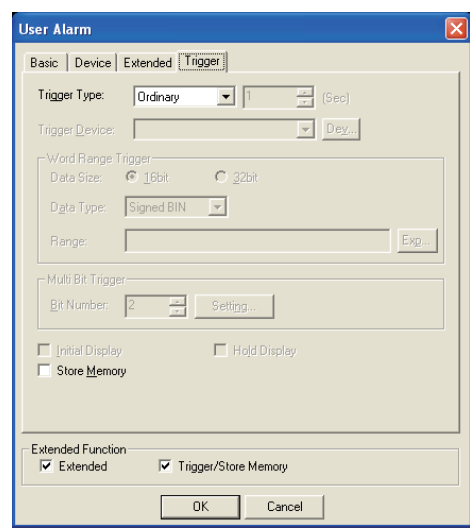 User Alarm
Basic Device Extended Trigger
Trigger Type: Ordinary 1 (Sec)
Trigger Device: Dev...
Word Range Trigger
Data Size: 16bit 32bit
Data Type: Signed BIN
Range: Exp...
Multi Bit Trigger
Bit Number: 2 Setting...
Initial Display Hold Display
Store Memory
Extended Function
Extended Trigger/Store Memory
OK Cancel